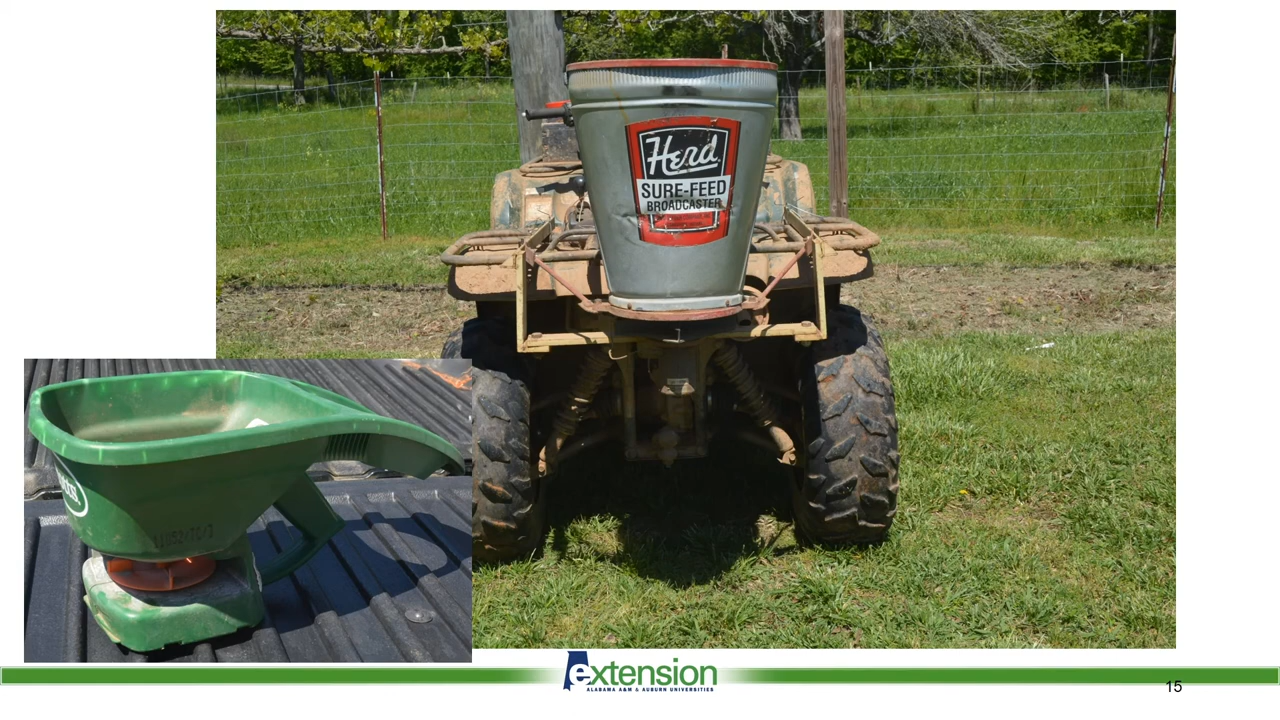 Herd
SURE-FEED
BROADCASTER
extension
ALABAMA A&M & AUBURN UNIVERSITIES
15